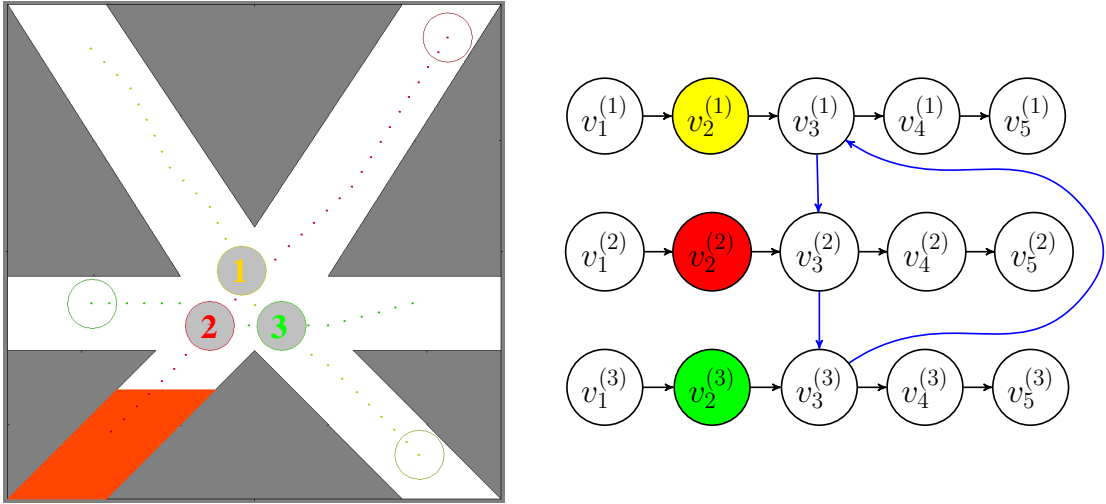 1
2 3
v_1^{(1)} v_2^{(1)} v_3^{(1)} v_4^{(1)} v_5^{(1)}
v_1^{(2)} v_2^{(2)} v_3^{(2)} v_4^{(2)} v_5^{(2)}
v_1^{(3)} v_2^{(3)} v_3^{(3)} v_4^{(3)} v_5^{(3)}